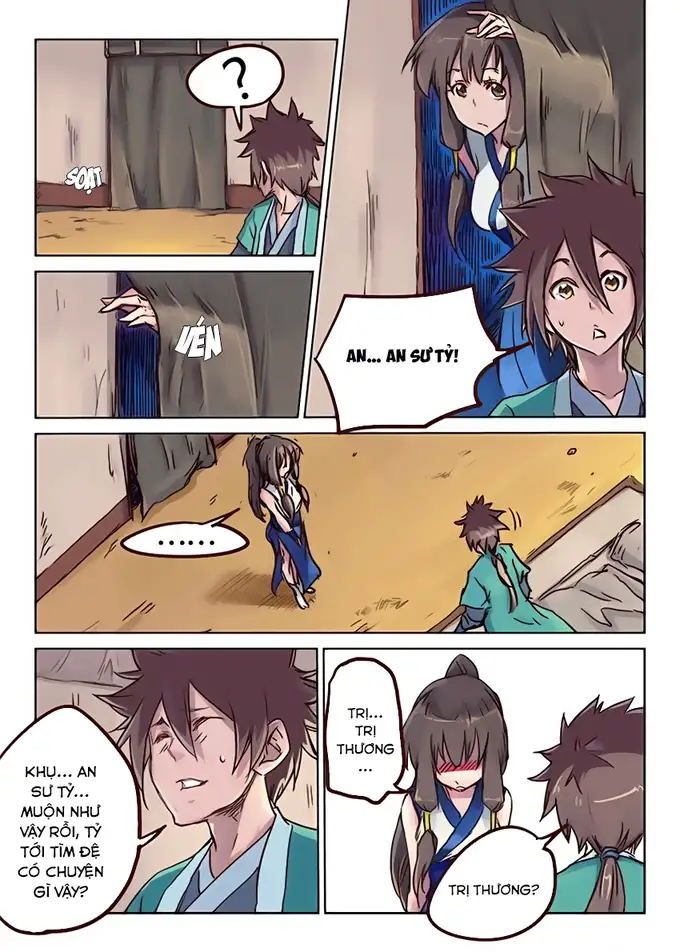 ?
SOẠT
VÉN
AN... AN SƯ TỶ!
......
KHỤ... AN
SƯ TỶ...
MUỘN NHƯ
VẬY RỒI, TỶ
TỚI TÌM ĐỆ
CÓ CHUYỆN
GÌ VẬY?
TRỊ...
TRỊ
THƯƠNG
...
TRỊ THƯƠNG?